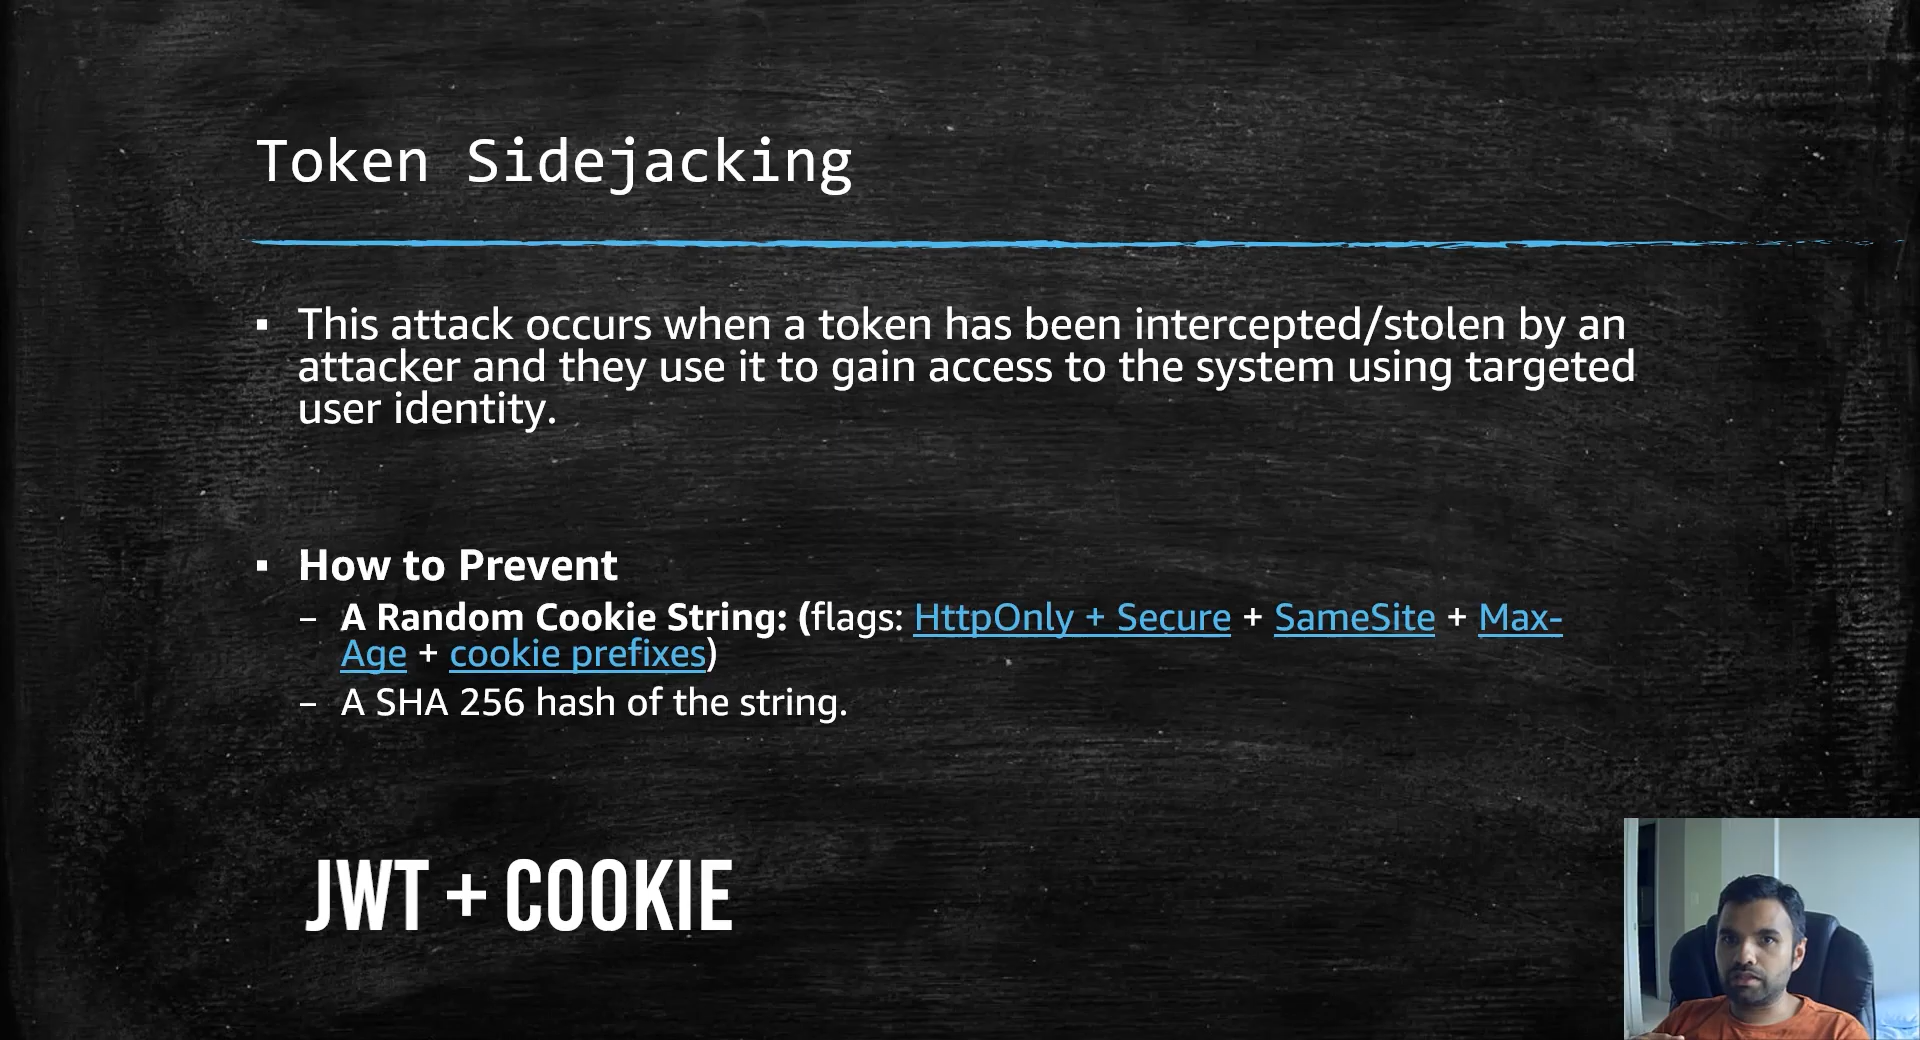 Token Sidejacking
▪ This attack occurs when a token has been intercepted/stolen by an
attacker and they use it to gain access to the system using targeted
user identity.
▪ How to Prevent
– A Random Cookie String: (flags: HttpOnly + Secure + SameSite + Max-
Age + cookie prefixes)
– A SHA 256 hash of the string.
JWT + COOKIE